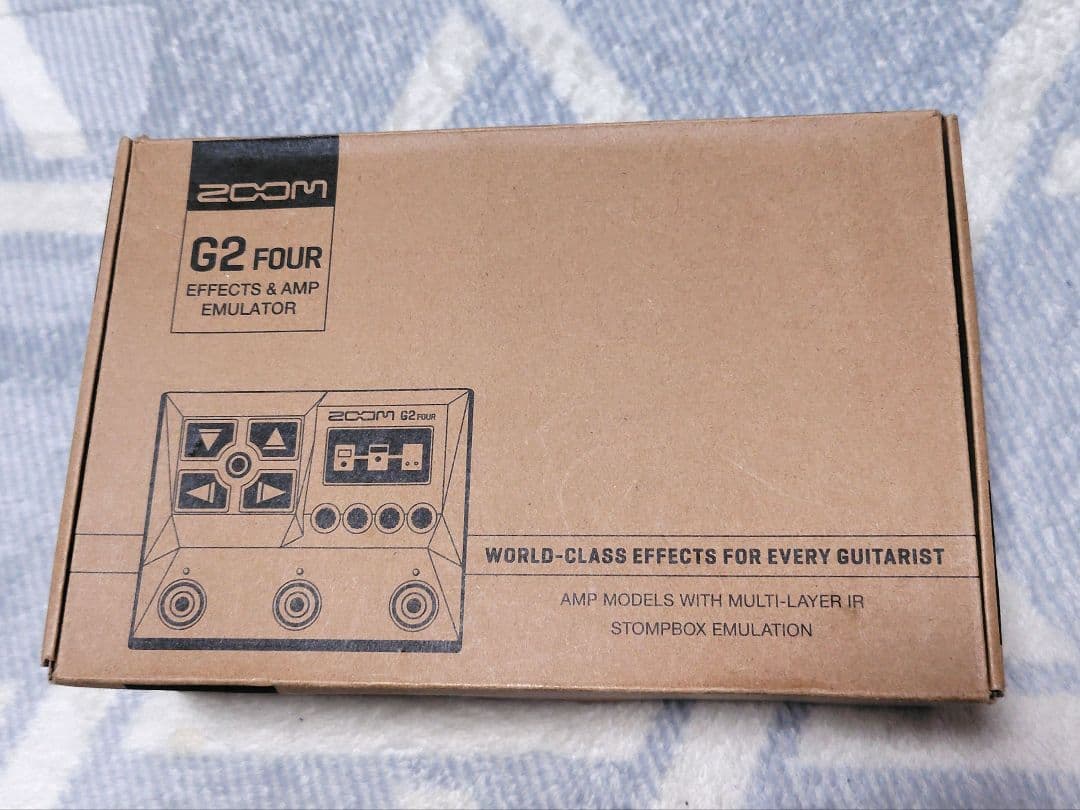 ZOOM
G2 FOUR
EFFECTS & AMP
EMULATOR
ZOOM G2 FOUR
WORLD-CLASS EFFECTS FOR EVERY GUITARIST
AMP MODELS WITH MULTI-LAYER IR
STOMPBOX EMULATION